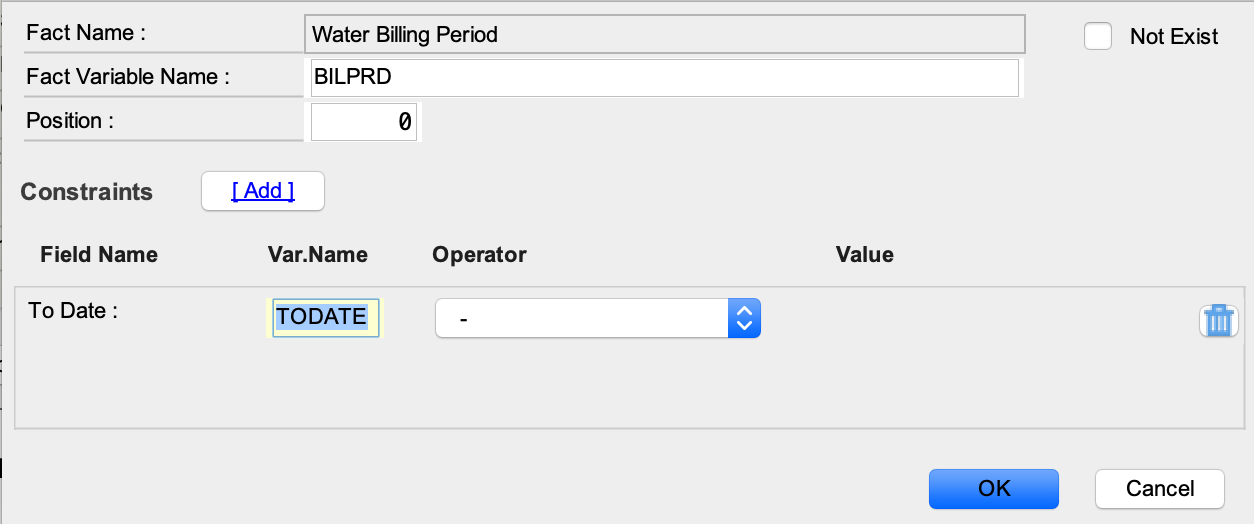 Fact Name :
Water Billing Period
Not Exist
Fact Variable Name :
BILPRD
Position :
0
Constraints
[ Add ]
Field Name Var.Name Operator Value
To Date :
TODATE
-
OK
Cancel